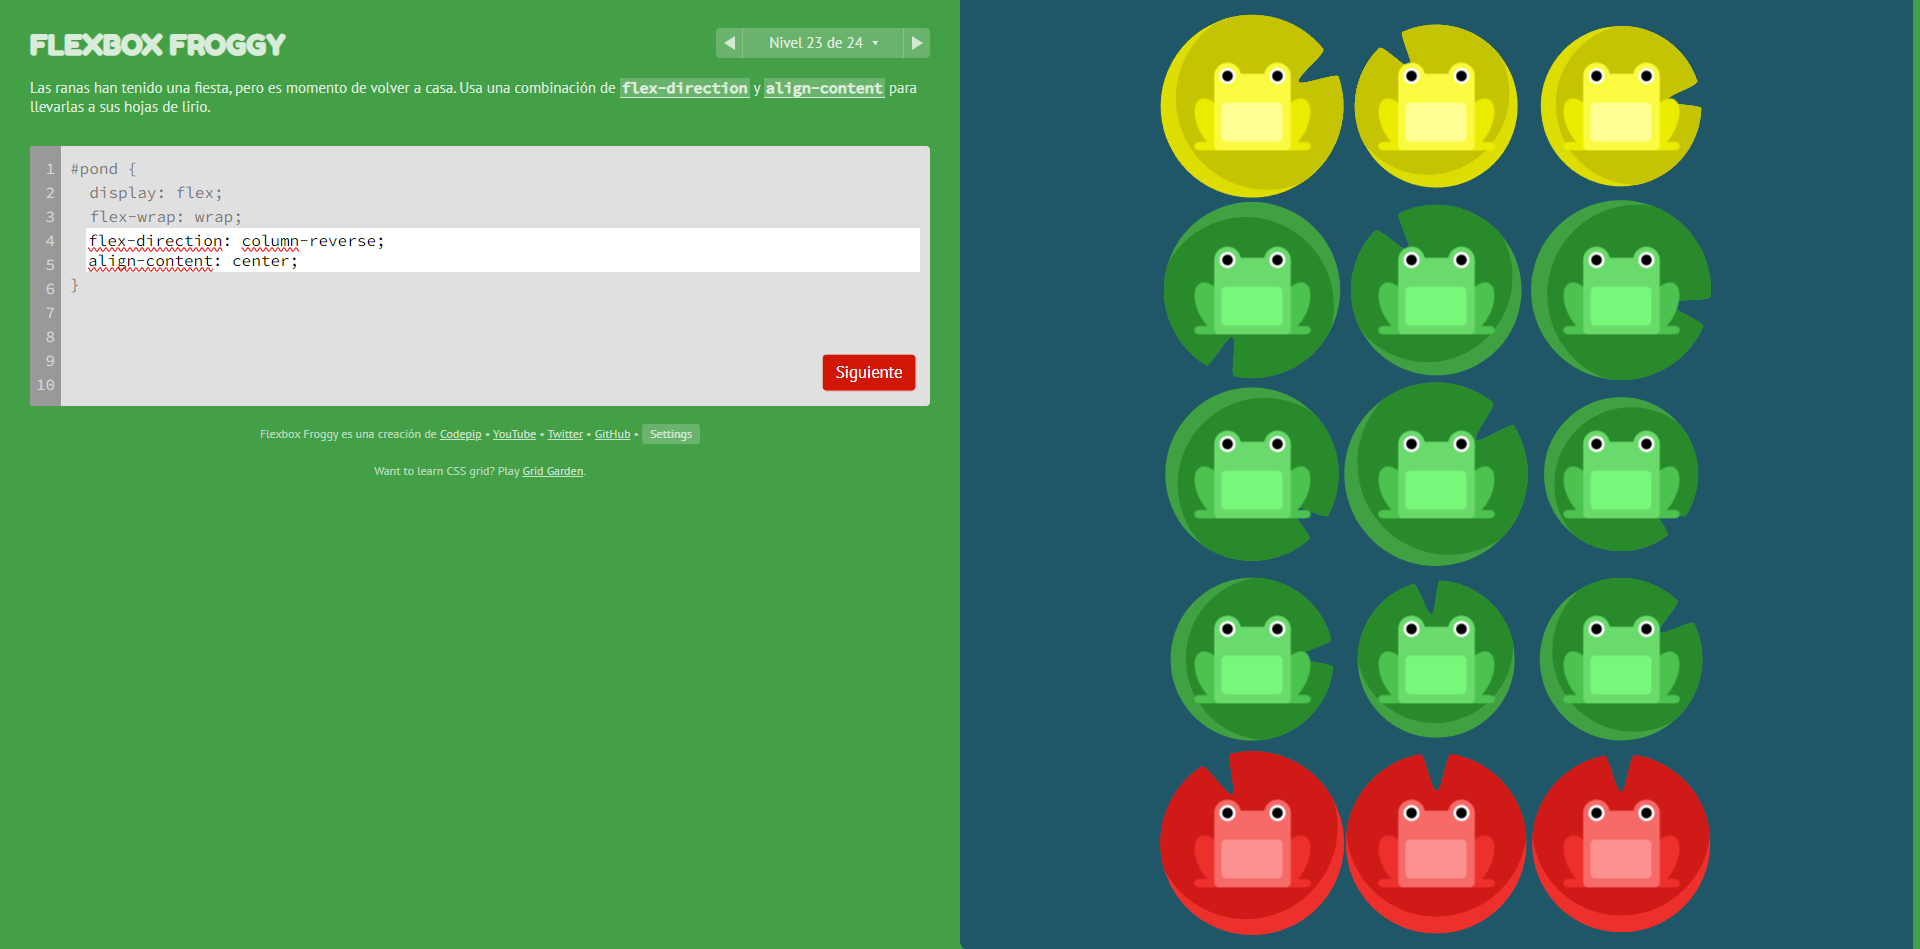 FLEXBOX FROGGY
Nivel 23 de 24
Las ranas han tenido una fiesta, pero es momento de volver a casa. Usa una combinación de flex-direction y align-content para
llevarlas a sus hojas de lirio.
1 #pond {
2 display: flex;
3 flex-wrap: wrap;
4 flex-direction: column-reverse;
5 align-content: center;
6 }
7
8
9
10
Siguiente
Flexbox Froggy es una creación de Codepip • YouTube • Twitter • GitHub • Settings
Want to learn CSS grid? Play Grid Garden.